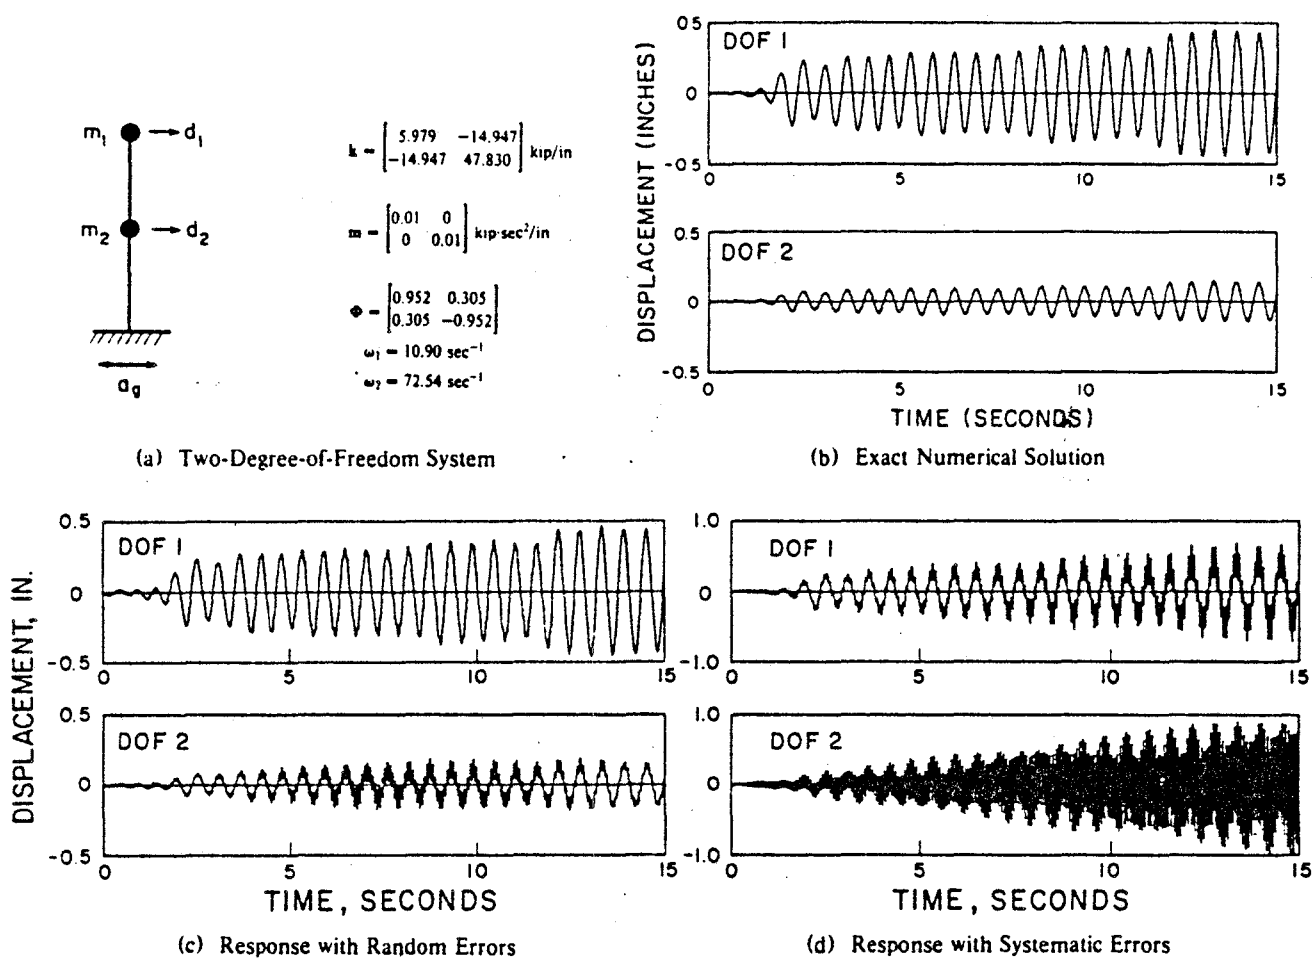 m₁ → d₁
m₂ → d₂
a_g
k = [5.979 -14.947
-14.947 47.830] kip/in
m = [0.01 0
0 0.01] kip·sec²/in
Φ = [0.952 0.305
0.305 -0.952]
ω₁ = 10.90 sec⁻¹
ω₂ = 72.54 sec⁻¹
(a) Two-Degree-of-Freedom System
DISPLACEMENT (INCHES)
0.5
DOF 1
0
-0.5
0 5 10 15
0.5
DOF 2
0
-0.5
0 5 10 15
TIME (SECONDS)
(b) Exact Numerical Solution
DISPLACEMENT, IN.
0.5
DOF 1
0
-0.5
0 5 10 15
0.5
DOF 2
0
-0.5
0 5 10 15
TIME, SECONDS
(c) Response with Random Errors
1.0
DOF 1
0
-1.0
0 5 10 15
1.0
DOF 2
0
-1.0
0 5 10 15
TIME, SECONDS
(d) Response with Systematic Errors